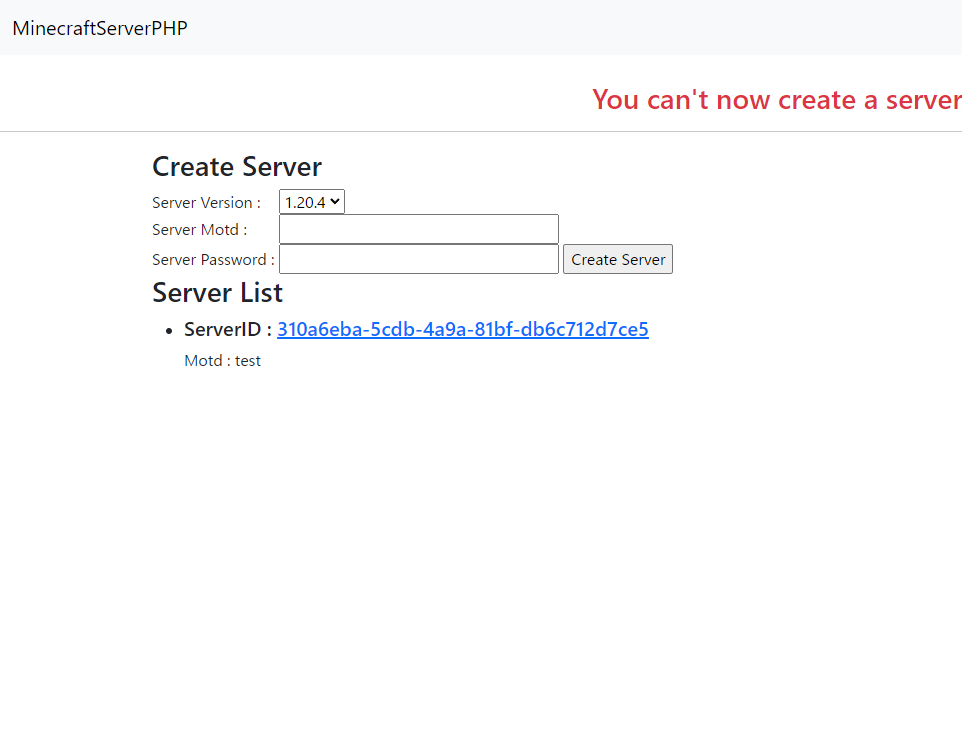 MinecraftServerPHP
You can't now create a server
Create Server
Server Version : 1.20.4
Server Motd :
Server Password : Create Server
Server List
• ServerID : 310a6eba-5cdb-4a9a-81bf-db6c712d7ce5
Motd : test